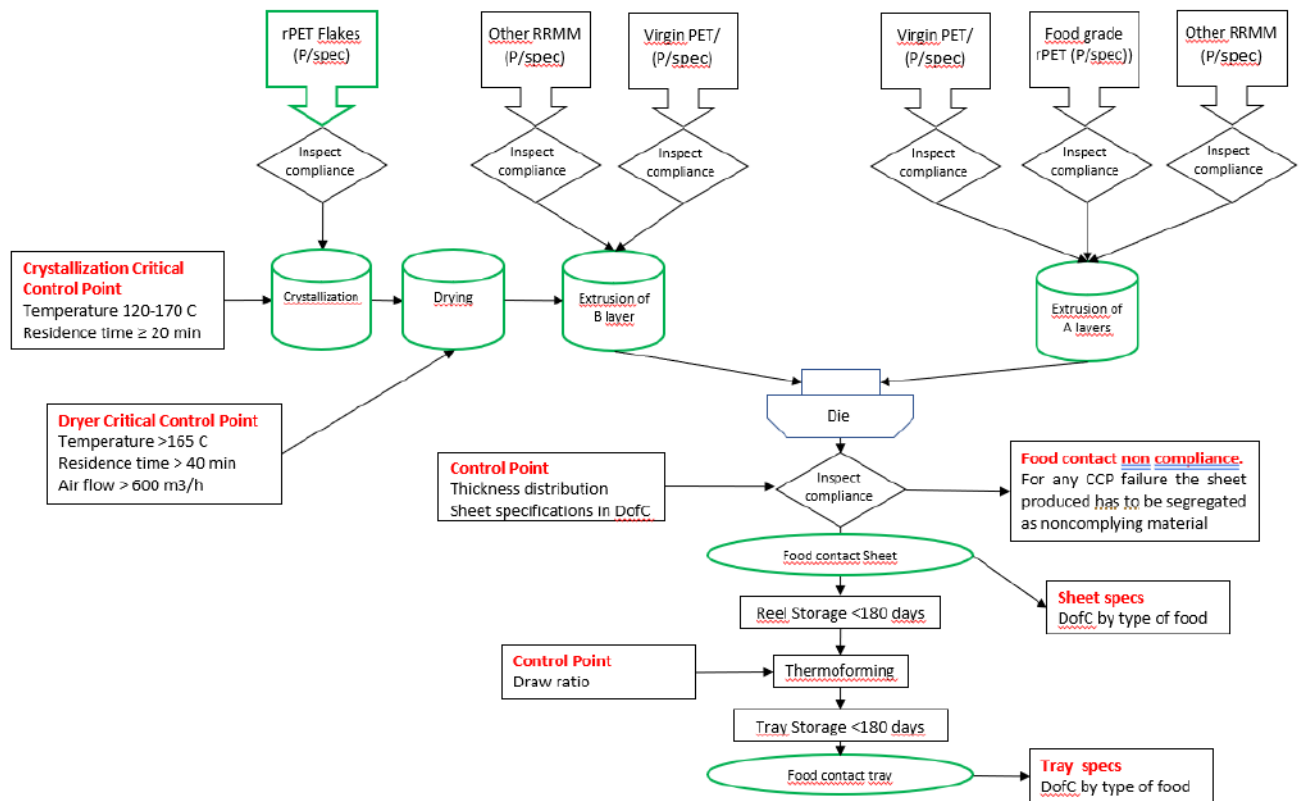 rPET Flakes
(P/spec)
Other RRMM
(P/spec)
Virgin PET/
(P/spec)
Virgin PET/
(P/spec)
Food grade
rPET (P/spec))
Other RRMM
(P/spec)
Inspect
compliance
Inspect
compliance
Inspect
compliance
Inspect
compliance
Inspect
compliance
Inspect
compliance
Crystallization Critical
Control Point
Temperature 120-170 C
Residence time ≥ 20 min
Crystallization
Drying
Extrusion of
B layer
Extrusion of
A layers
Dryer Critical Control Point
Temperature >165 C
Residence time > 40 min
Air flow > 600 m3/h
Die
Control Point
Thickness distribution
Sheet specifications in DofC
Inspect
compliance
Food contact non compliance.
For any CCP failure the sheet
produced has to be segregated
as noncomplying material
Food contact Sheet
Sheet specs
DofC by type of food
Reel Storage <180 days
Control Point
Draw ratio
Thermoforming
Tray Storage <180 days
Food contact tray
Tray specs
DofC by type of food